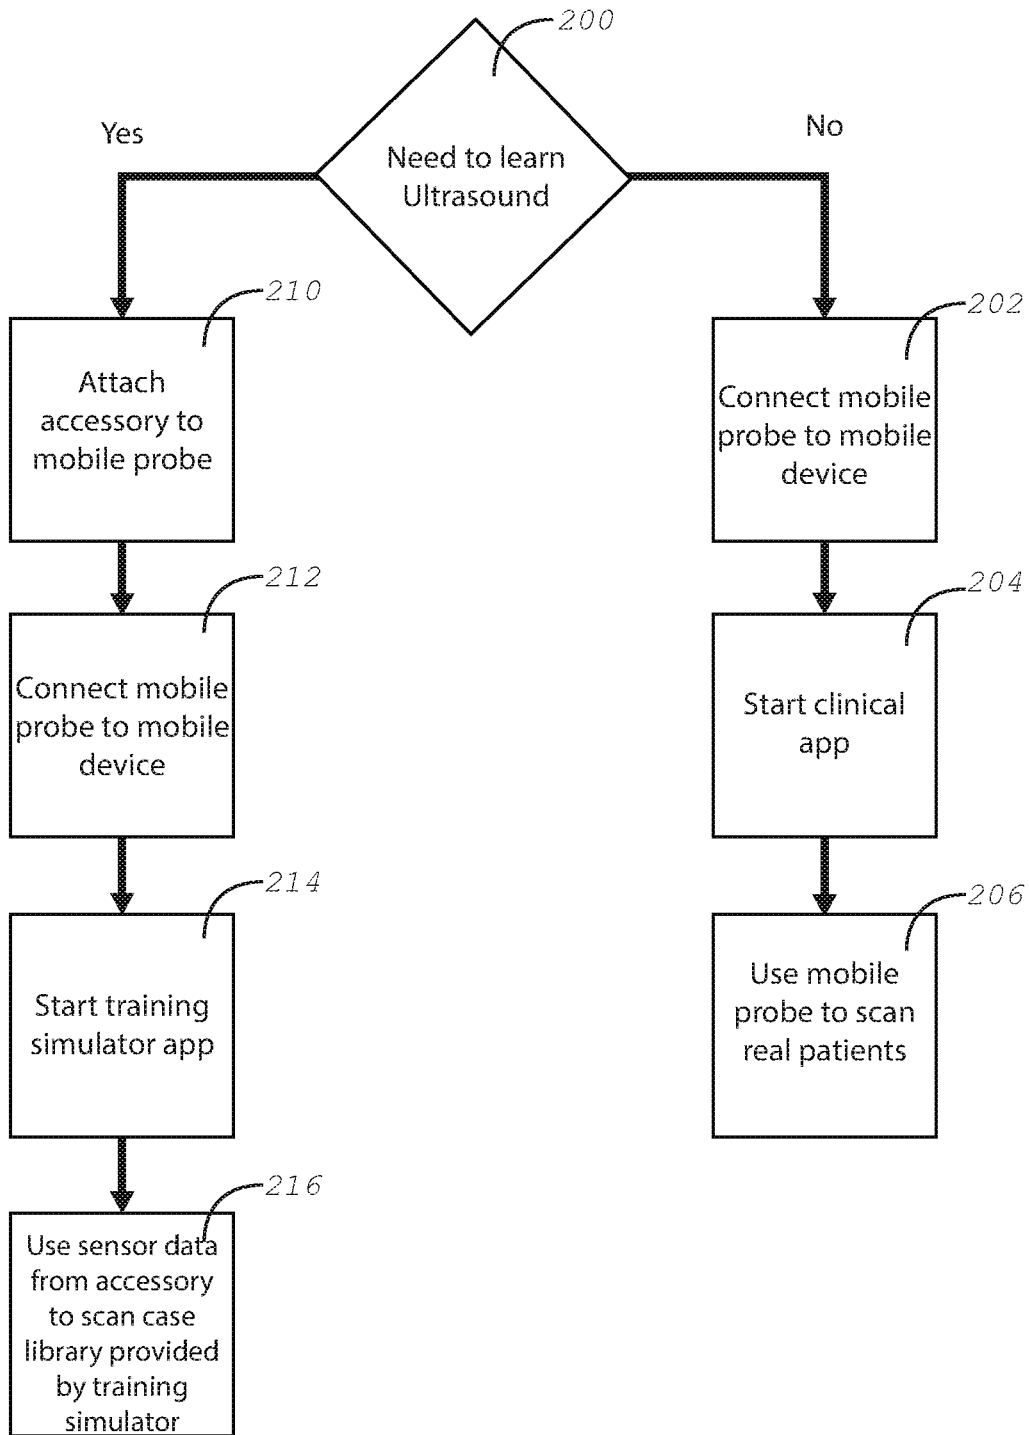 200
Need to learn
Ultrasound
Yes
No
210
Attach
accessory to
mobile probe
202
Connect mobile
probe to mobile
device
212
Connect mobile
probe to mobile
device
204
Start clinical
app
214
Start training
simulator app
206
Use mobile
probe to scan
real patients
216
Use sensor data
from accessory
to scan case
library provided
by training
simulator